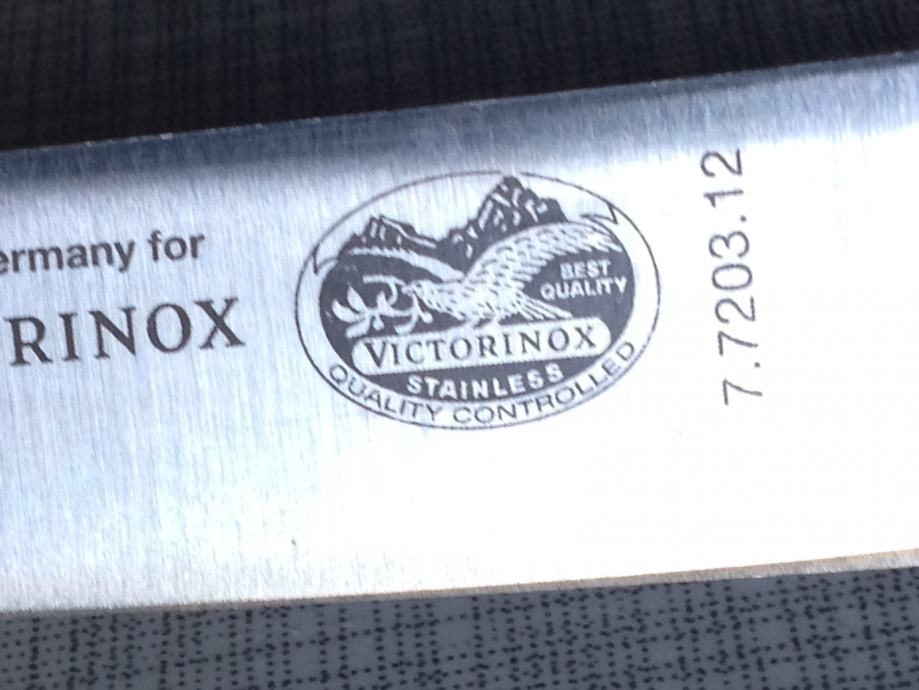 ermany for
RINOX
BEST
QUALITY
VICTORINOX
STAINLESS
QUALITY CONTROLLED
7.7203.12